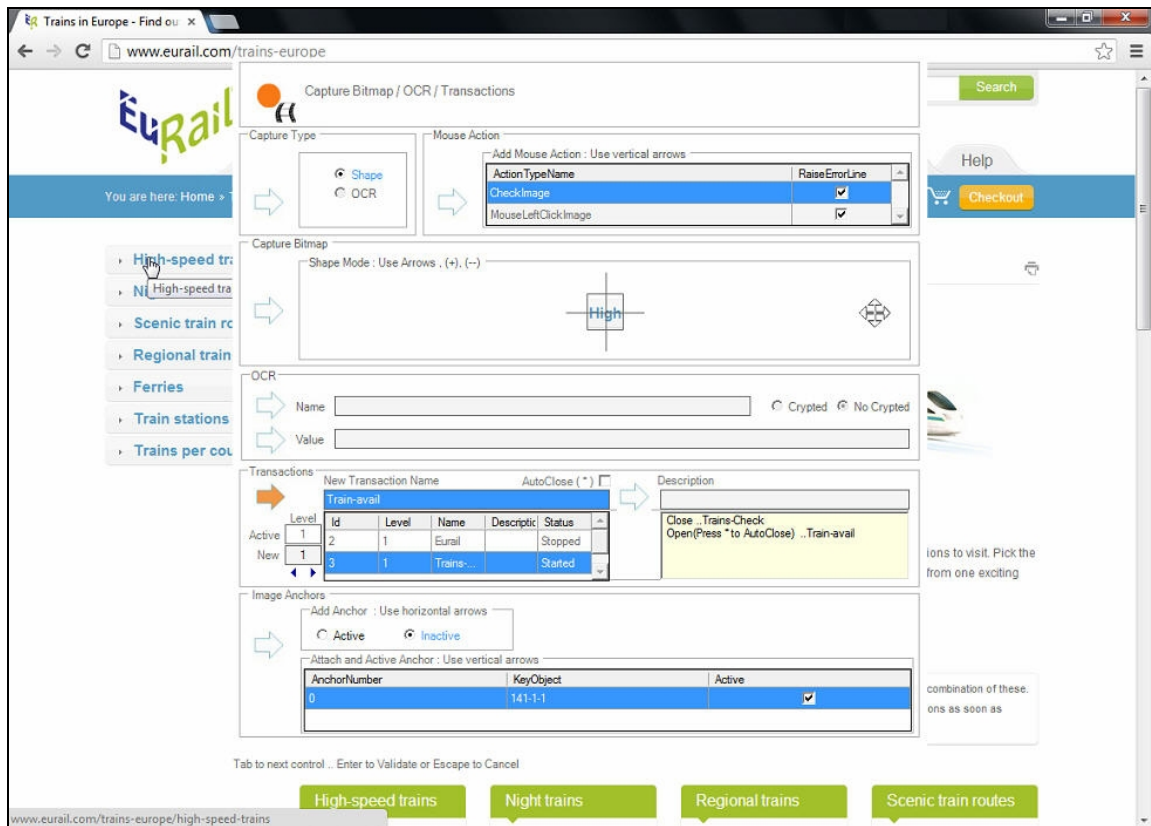 Trains in Europe - Find ou
www.eurail.com/trains-europe
EuRail
Search
Help
You are here: Home »
Checkout
Capture Bitmap / OCR / Transactions
Capture Type
Shape
OCR
Mouse Action
Add Mouse Action : Use vertical arrows
ActionTypeName RaiseErrorLine
CheckImage
MouseLeftClickImage
High-speed tra
High-speed tra
Scenic train ro
Regional train
Ferries
Train stations
Trains per cou
Capture Bitmap
Shape Mode : Use Arrows , (+), (--)
High
OCR
Name
Crypted No Crypted
Value
Transactions
New Transaction Name AutoClose ( * ) Description
Train-avail
Level
Active 1
New 1
Id Level Name Descriptic Status
2 1 Eurail Stopped
3 1 Trains-... Started
Close ..Trains-Check
Open(Press * to AutoClose) ..Train-avail
ions to visit. Pick the
from one exciting
Image Anchors
Add Anchor : Use horizontal arrows
Active Inactive
Attach and Active Anchor : Use vertical arrows
AnchorNumber KeyObject Active
0 141-1-1
combination of these.
ons as soon as
Tab to next control .. Enter to Validate or Escape to Cancel
High-speed trains Night trains Regional trains Scenic train routes
www.eurail.com/trains-europe/high-speed-trains